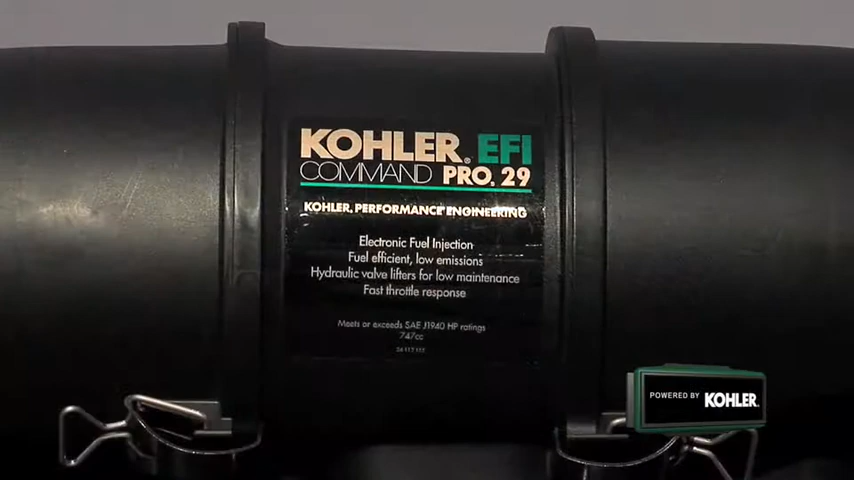 KOHLER® EFI
COMMAND PRO® 29
KOHLER. PERFORMANCE ENGINEERING
Electronic Fuel Injection
Fuel efficient, low emissions
Hydraulic valve lifters for low maintenance
Fast throttle response
Meets or exceeds SAE J1940 HP ratings
747cc
POWERED BY KOHLER®